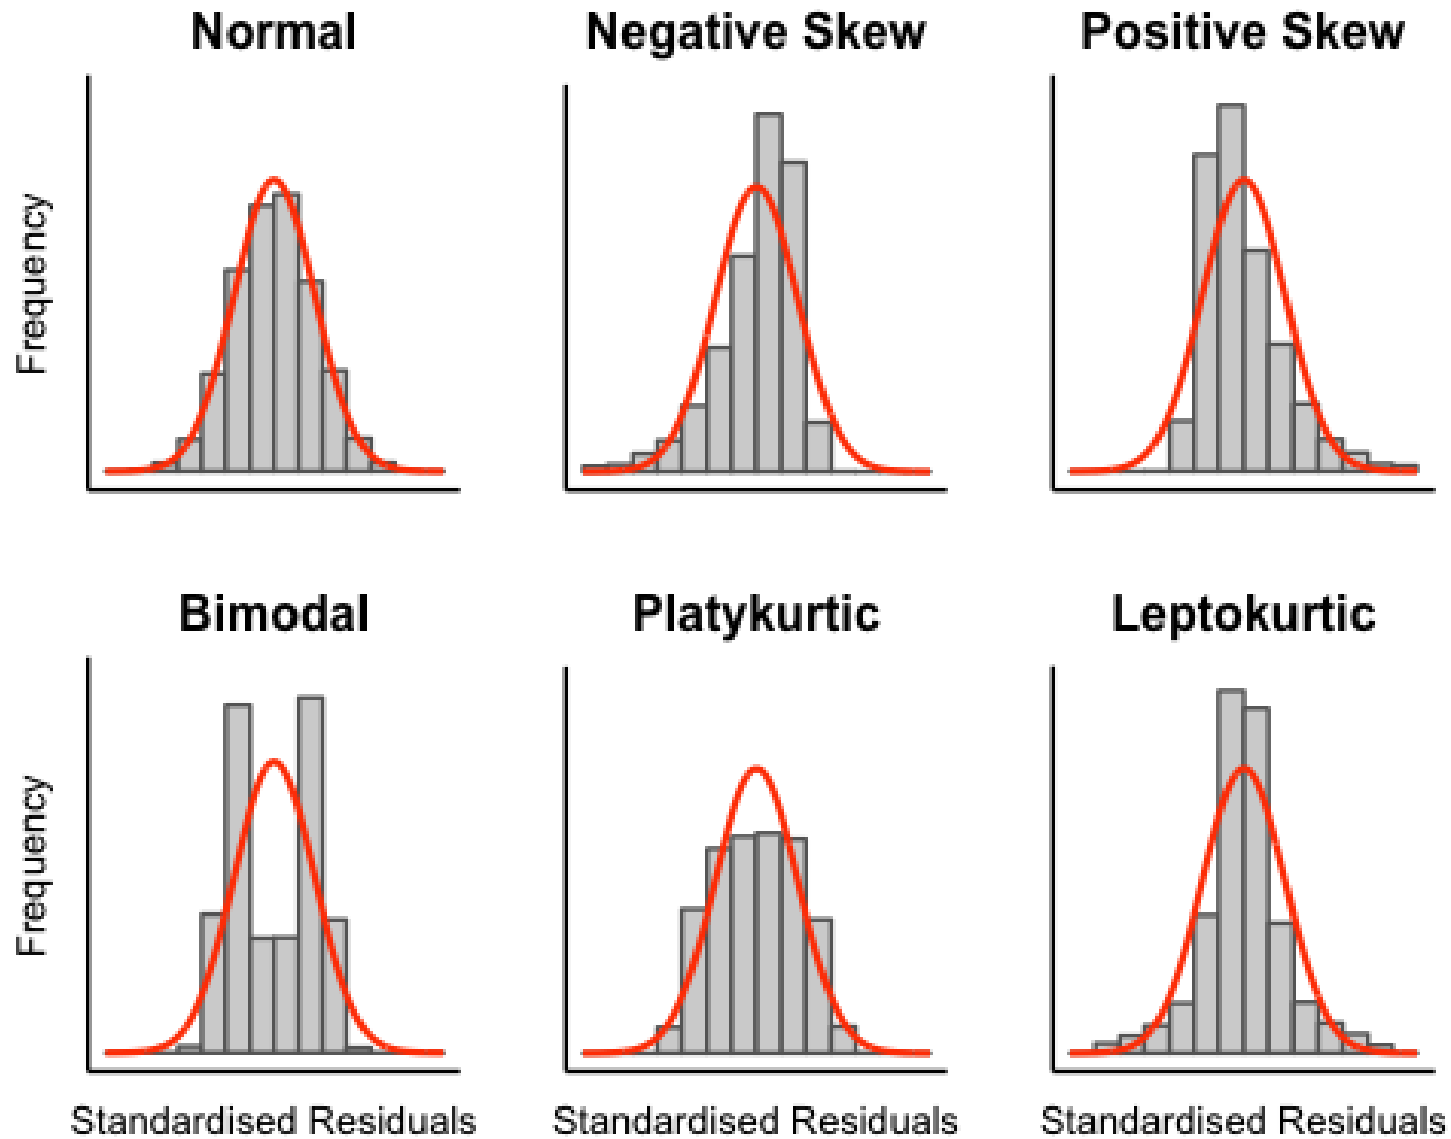 Normal
Negative Skew
Positive Skew
Frequency
Bimodal
Platykurtic
Leptokurtic
Frequency
Standardised Residuals
Standardised Residuals
Standardised Residuals